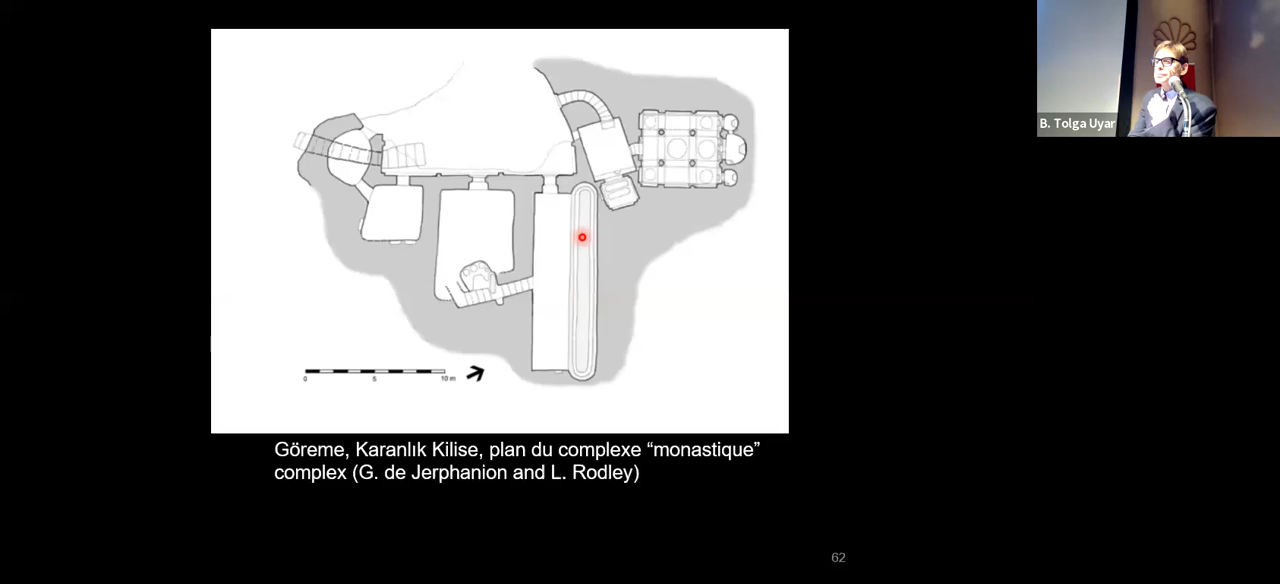 B. Tolga Uyar
0 5 10 m
Göreme, Karanlık Kilise, plan du complexe “monastique”
complex (G. de Jerphanion and L. Rodley)
62